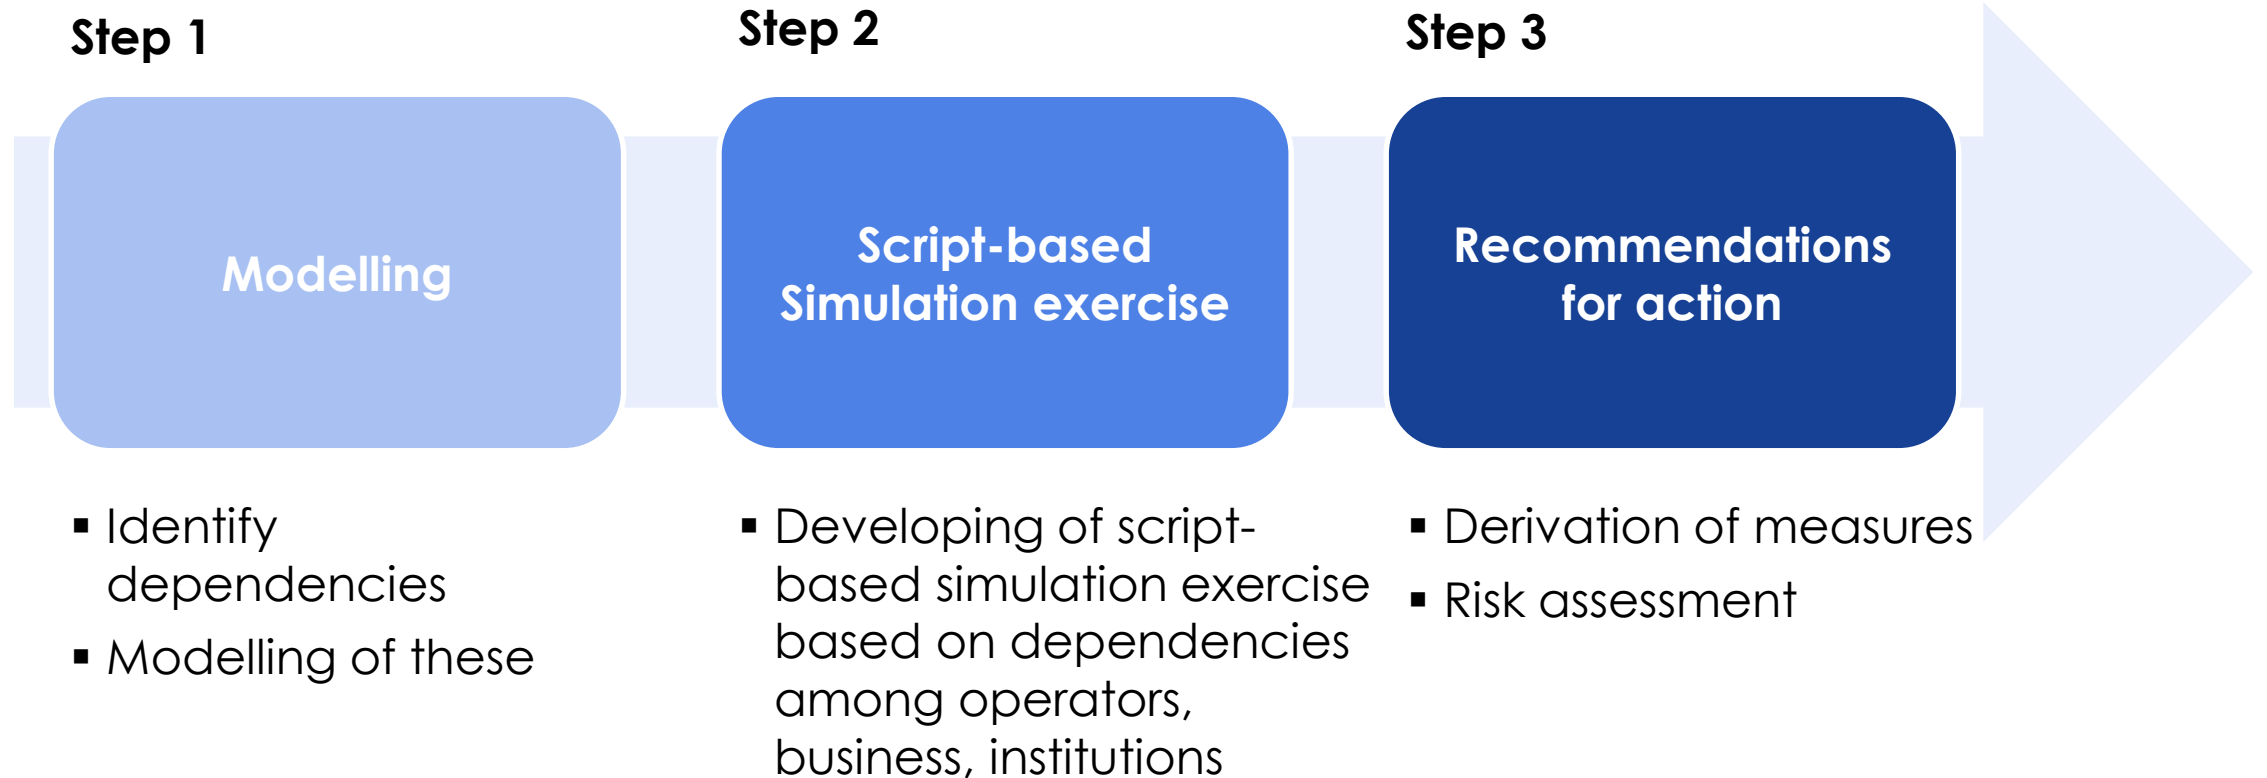 Step 1
Modelling
▪ Identify
dependencies
▪ Modelling of these
Step 2
Script-based
Simulation exercise
▪ Developing of script-
based simulation exercise
based on dependencies
among operators,
business, institutions
Step 3
Recommendations
for action
▪ Derivation of measures
▪ Risk assessment